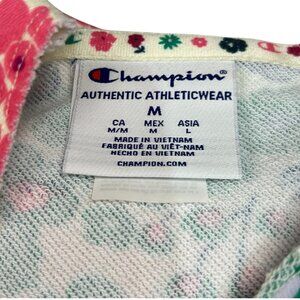 Champion®
AUTHENTIC ATHLETICWEAR
M
CA MEX ASIA
M/M M L
MADE IN VIETNAM
FABRIQUÉ AU VIÊT-NAM
HECHO EN VIETNAM
CHAMPION.COM